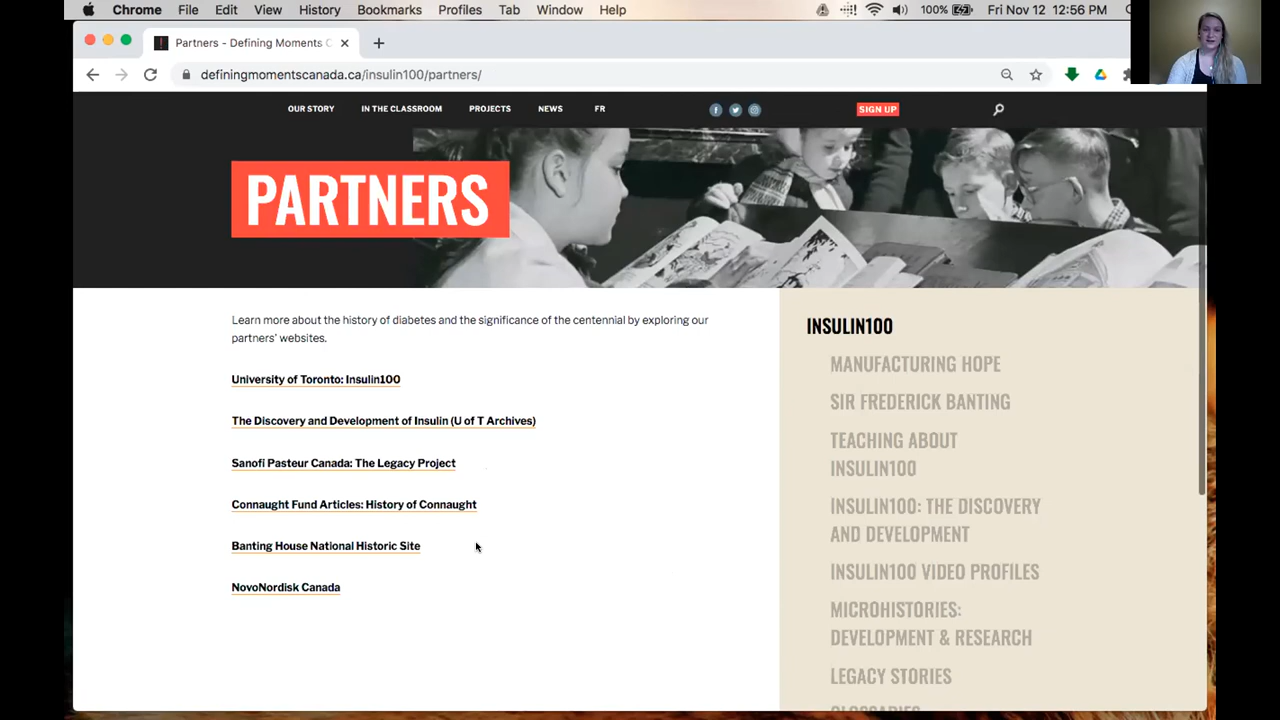 Chrome File Edit View History Bookmarks Profiles Tab Window Help 100% Fri Nov 12 12:56 PM
Partners - Defining Moments C
definingmomentscanada.ca/insulin100/partners/
OUR STORY IN THE CLASSROOM PROJECTS NEWS FR SIGN UP
PARTNERS
Learn more about the history of diabetes and the significance of the centennial by exploring our
partners' websites.
University of Toronto: Insulin100
The Discovery and Development of Insulin (U of T Archives)
Sanofi Pasteur Canada: The Legacy Project
Connaught Fund Articles: History of Connaught
Banting House National Historic Site
NovoNordisk Canada
INSULIN100
MANUFACTURING HOPE
SIR FREDERICK BANTING
TEACHING ABOUT
INSULIN100
INSULIN100: THE DISCOVERY
AND DEVELOPMENT
INSULIN100 VIDEO PROFILES
MICROHISTORIES:
DEVELOPMENT & RESEARCH
LEGACY STORIES
GLOSSARIES